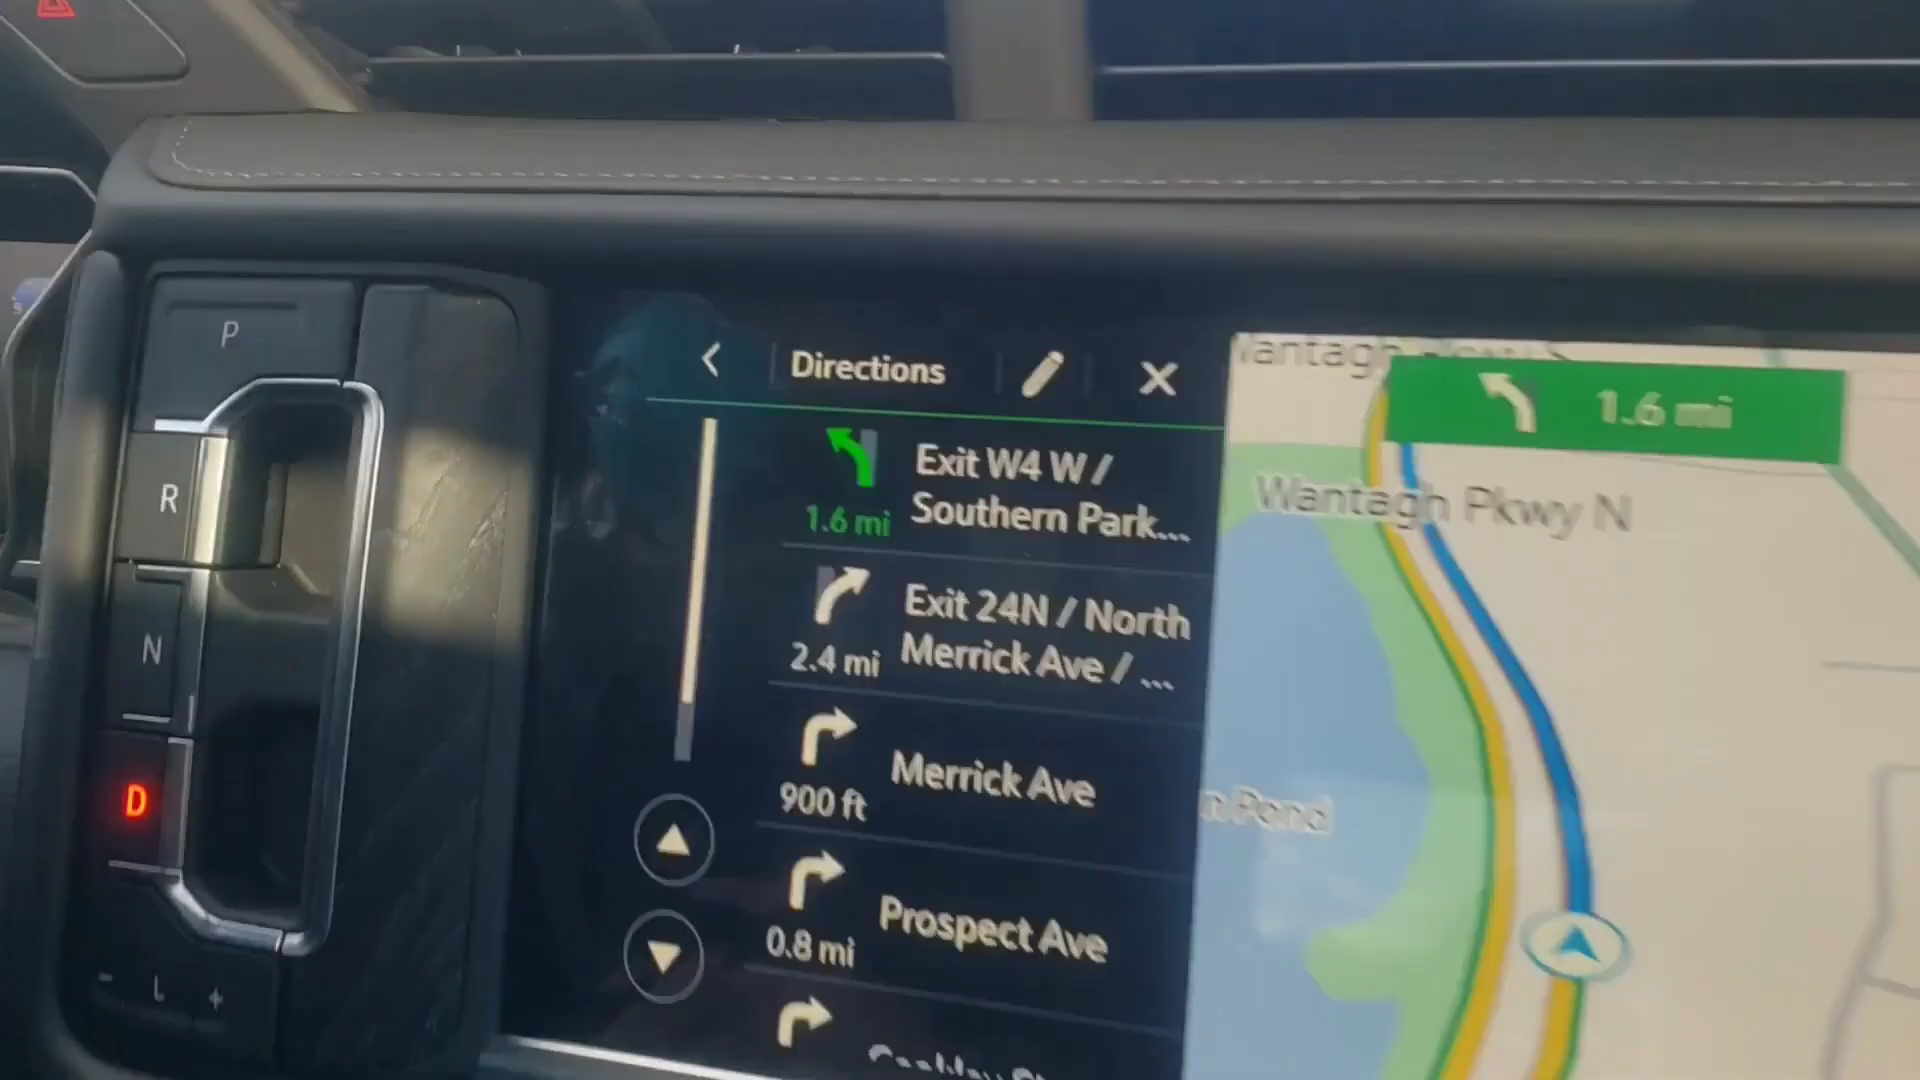 P
R
N
D
- L +
Directions
Exit W4 W /
Southern Park...
1.6 mi
Exit 24N / North
Merrick Ave / ...
2.4 mi
Merrick Ave
900 ft
Prospect Ave
0.8 mi
1.6 mi
Wantagh Pkwy N
Pond